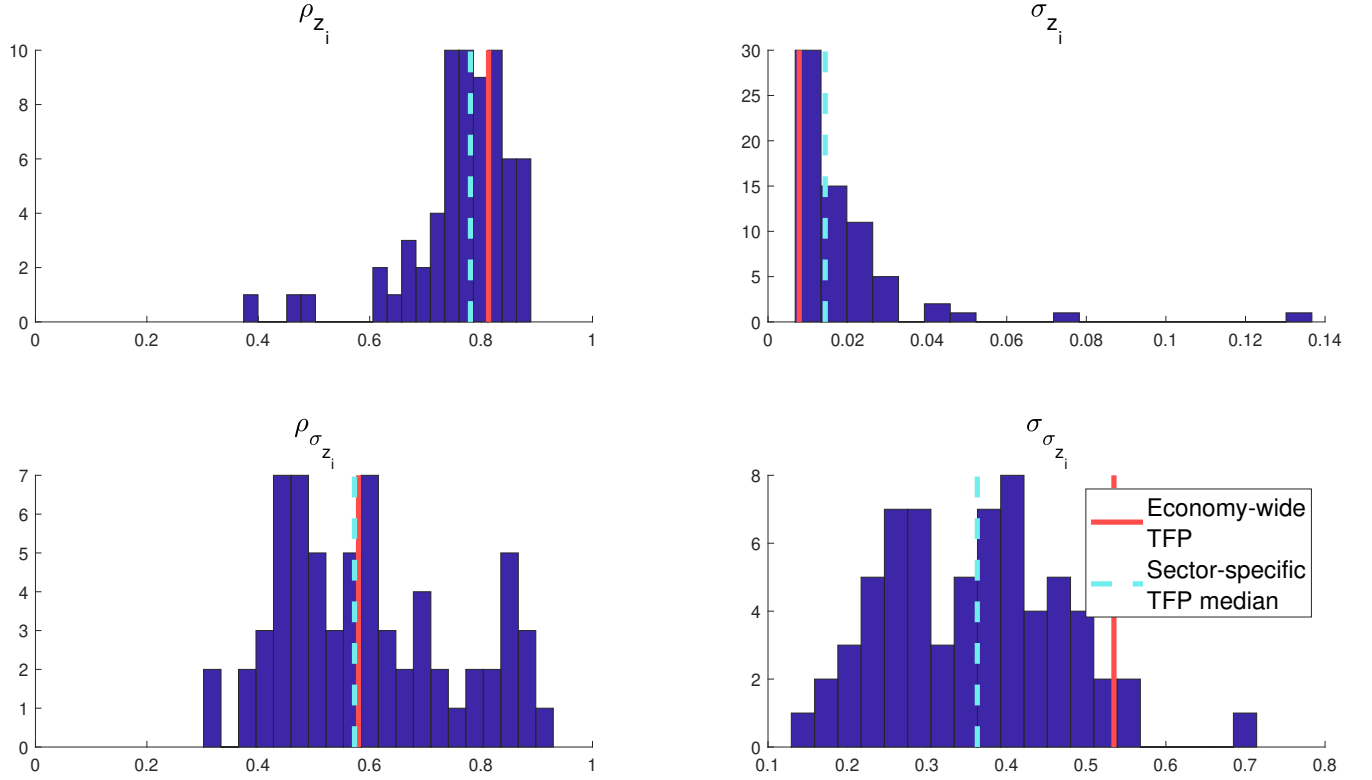 ρ_{z_i}
10
8
6
4
2
0
0 0.2 0.4 0.6 0.8 1
σ_{z_i}
30
25
20
15
10
5
0
0 0.02 0.04 0.06 0.08 0.1 0.12 0.14
ρ_{σ_{z_i}}
7
6
5
4
3
2
1
0
0 0.2 0.4 0.6 0.8 1
σ_{σ_{z_i}}
8
6
4
2
0
0.1 0.2 0.3 0.4 0.5 0.6 0.7 0.8
Economy-wide
TFP
Sector-specific
TFP median